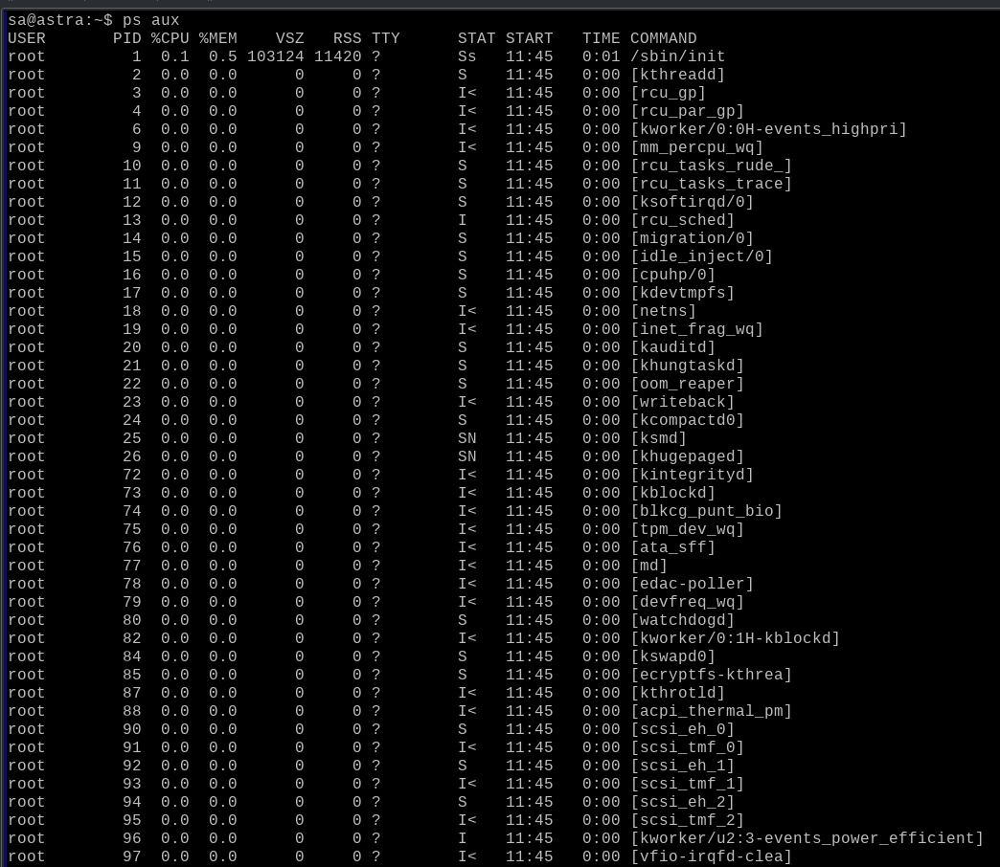 sa@astra:~$ ps aux
USER       PID %CPU %MEM    VSZ   RSS TTY      STAT START   TIME COMMAND
root         1  0.1  0.5 103124 11420 ?        Ss   11:45   0:01 /sbin/init
root         2  0.0  0.0      0     0 ?        S    11:45   0:00 [kthreadd]
root         3  0.0  0.0      0     0 ?        I<   11:45   0:00 [rcu_gp]
root         4  0.0  0.0      0     0 ?        I<   11:45   0:00 [rcu_par_gp]
root         6  0.0  0.0      0     0 ?        I<   11:45   0:00 [kworker/0:0H-events_highpri]
root         9  0.0  0.0      0     0 ?        I<   11:45   0:00 [mm_percpu_wq]
root        10  0.0  0.0      0     0 ?        S    11:45   0:00 [rcu_tasks_rude_]
root        11  0.0  0.0      0     0 ?        S    11:45   0:00 [rcu_tasks_trace]
root        12  0.0  0.0      0     0 ?        S    11:45   0:00 [ksoftirqd/0]
root        13  0.0  0.0      0     0 ?        I    11:45   0:00 [rcu_sched]
root        14  0.0  0.0      0     0 ?        S    11:45   0:00 [migration/0]
root        15  0.0  0.0      0     0 ?        S    11:45   0:00 [idle_inject/0]
root        16  0.0  0.0      0     0 ?        S    11:45   0:00 [cpuhp/0]
root        17  0.0  0.0      0     0 ?        S    11:45   0:00 [kdevtmpfs]
root        18  0.0  0.0      0     0 ?        I<   11:45   0:00 [netns]
root        19  0.0  0.0      0     0 ?        I<   11:45   0:00 [inet_frag_wq]
root        20  0.0  0.0      0     0 ?        S    11:45   0:00 [kauditd]
root        21  0.0  0.0      0     0 ?        S    11:45   0:00 [khungtaskd]
root        22  0.0  0.0      0     0 ?        S    11:45   0:00 [oom_reaper]
root        23  0.0  0.0      0     0 ?        I<   11:45   0:00 [writeback]
root        24  0.0  0.0      0     0 ?        S    11:45   0:00 [kcompactd0]
root        25  0.0  0.0      0     0 ?        SN   11:45   0:00 [ksmd]
root        26  0.0  0.0      0     0 ?        SN   11:45   0:00 [khugepaged]
root        72  0.0  0.0      0     0 ?        I<   11:45   0:00 [kintegrityd]
root        73  0.0  0.0      0     0 ?        I<   11:45   0:00 [kblockd]
root        74  0.0  0.0      0     0 ?        I<   11:45   0:00 [blkcg_punt_bio]
root        75  0.0  0.0      0     0 ?        I<   11:45   0:00 [tpm_dev_wq]
root        76  0.0  0.0      0     0 ?        I<   11:45   0:00 [ata_sff]
root        77  0.0  0.0      0     0 ?        I<   11:45   0:00 [md]
root        78  0.0  0.0      0     0 ?        I<   11:45   0:00 [edac-poller]
root        79  0.0  0.0      0     0 ?        I<   11:45   0:00 [devfreq_wq]
root        80  0.0  0.0      0     0 ?        S    11:45   0:00 [watchdogd]
root        82  0.0  0.0      0     0 ?        I<   11:45   0:00 [kworker/0:1H-kblockd]
root        84  0.0  0.0      0     0 ?        S    11:45   0:00 [kswapd0]
root        85  0.0  0.0      0     0 ?        S    11:45   0:00 [ecryptfs-kthrea]
root        87  0.0  0.0      0     0 ?        I<   11:45   0:00 [kthrotld]
root        88  0.0  0.0      0     0 ?        I<   11:45   0:00 [acpi_thermal_pm]
root        90  0.0  0.0      0     0 ?        S    11:45   0:00 [scsi_eh_0]
root        91  0.0  0.0      0     0 ?        I<   11:45   0:00 [scsi_tmf_0]
root        92  0.0  0.0      0     0 ?        S    11:45   0:00 [scsi_eh_1]
root        93  0.0  0.0      0     0 ?        I<   11:45   0:00 [scsi_tmf_1]
root        94  0.0  0.0      0     0 ?        S    11:45   0:00 [scsi_eh_2]
root        95  0.0  0.0      0     0 ?        I<   11:45   0:00 [scsi_tmf_2]
root        96  0.0  0.0      0     0 ?        I    11:45   0:00 [kworker/u2:3-events_power_efficient]
root        97  0.0  0.0      0     0 ?        I<   11:45   0:00 [vfio-irqfd-clea]